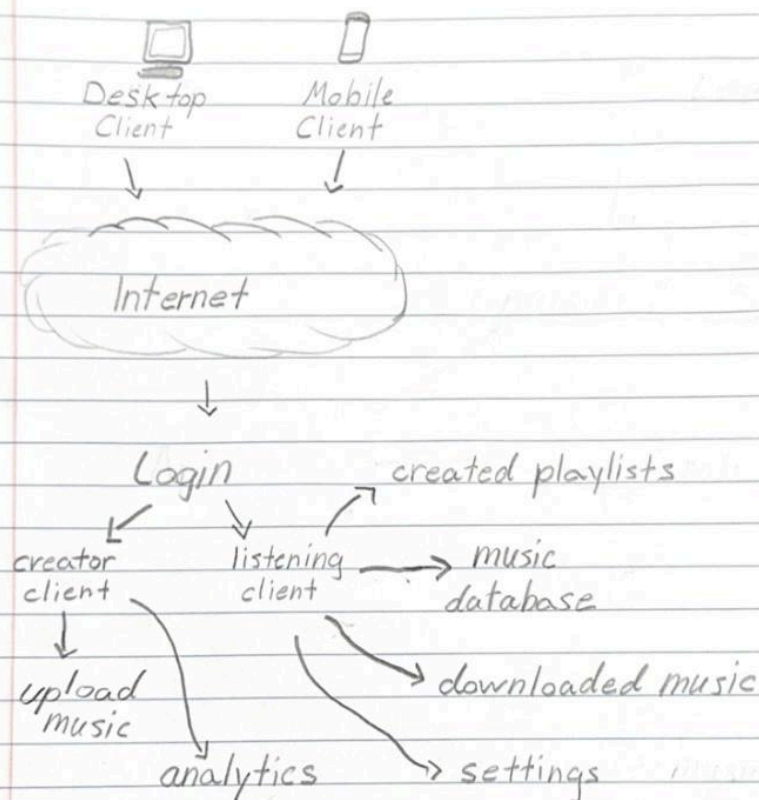 Desktop
Client
Mobile
Client
Internet
Login
created playlists
creator
client
listening
client
music
database
upload
music
downloaded music
analytics
settings